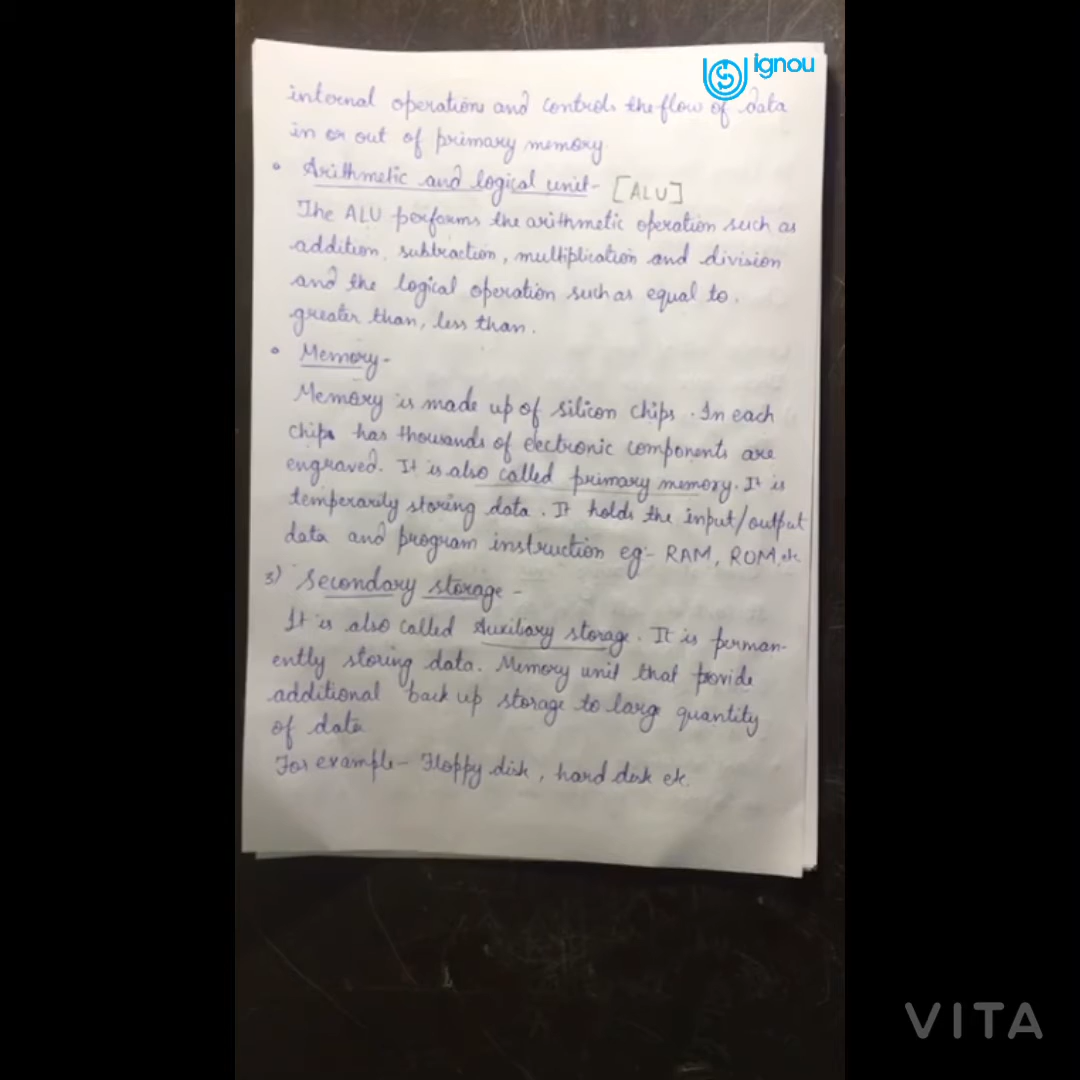 ignou
internal operations and controls the flow of data
in or out of primary memory
• Arithmetic and logical unit- [ALU]
The ALU performs the arithmetic operation such as
addition, subtraction, multiplication and division
and the logical operation such as equal to,
greater than, less than.
• Memory-
Memory is made up of silicon chips. In each
chips has thousands of electronic components are
engraved. It is also called primary memory. It is
temperarily storing data. It holds the input/output
data and program instruction eg:- RAM, ROM, etc
3) Secondary storage -
It is also called Auxiliary storage. It is perman-
ently storing data. Memory unit that provide
additional back up storage to large quantity
of data
For example- Floppy disk, hard disk etc.
VITA